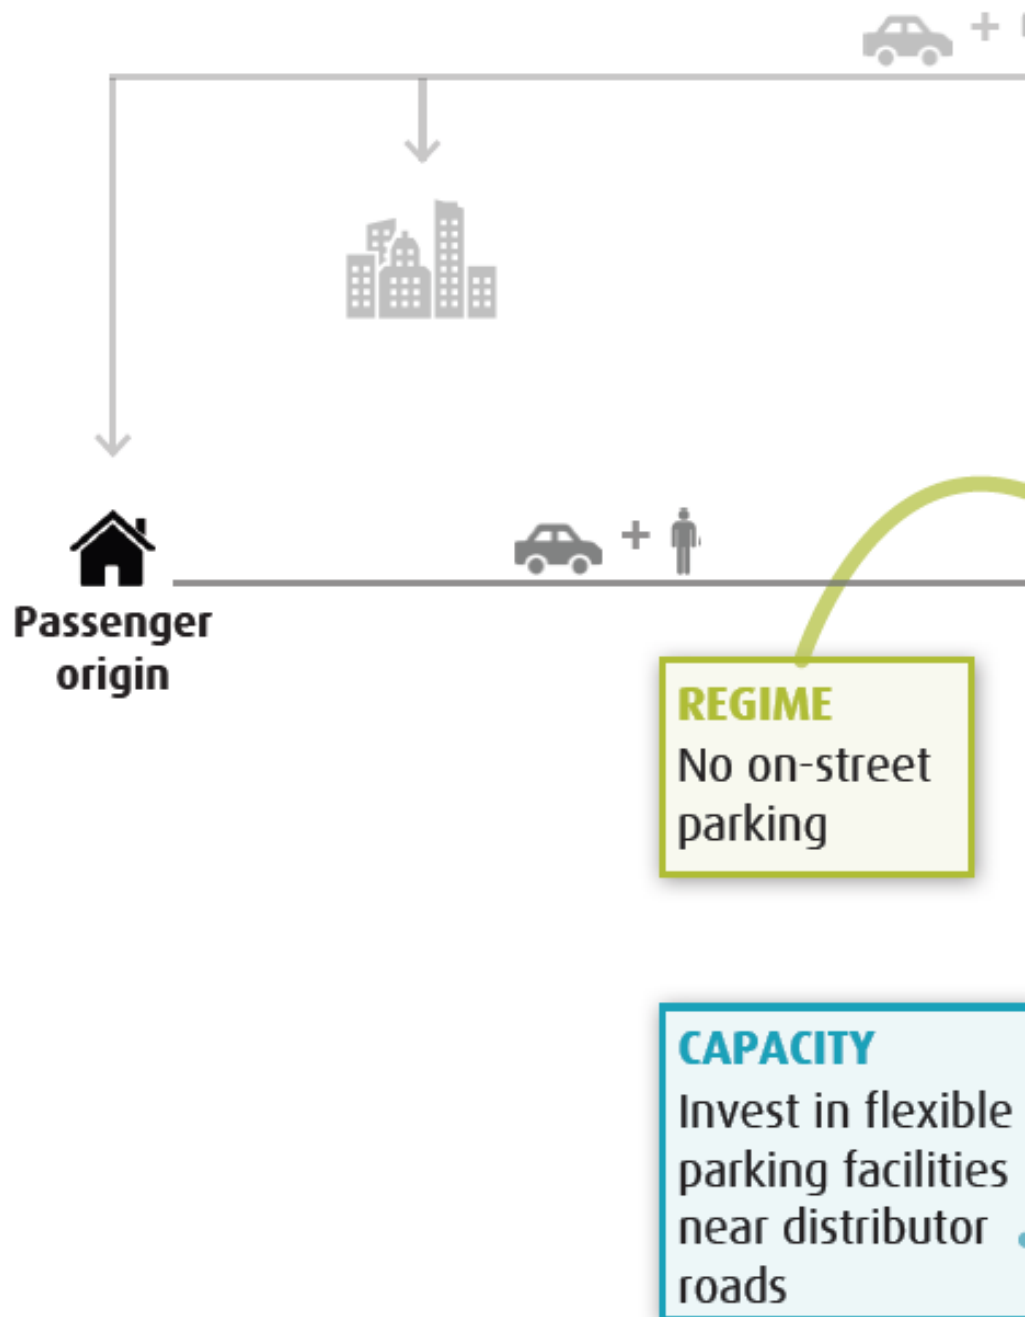 +
+
Passenger
origin
REGIME
No on-street
parking
CAPACITY
Invest in flexible
parking facilities
near distributor
roads